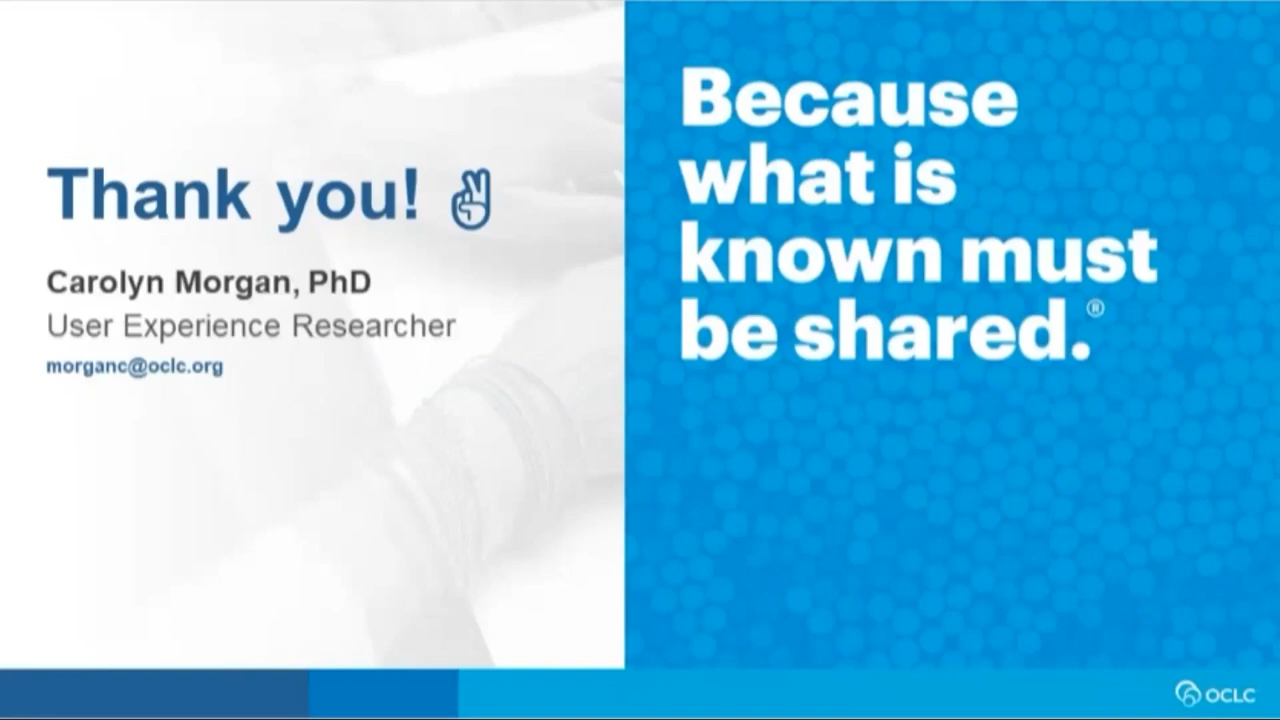 Thank you! ✌
Carolyn Morgan, PhD
User Experience Researcher
morganc@oclc.org
Because
what is
known must
be shared.®
OCLC